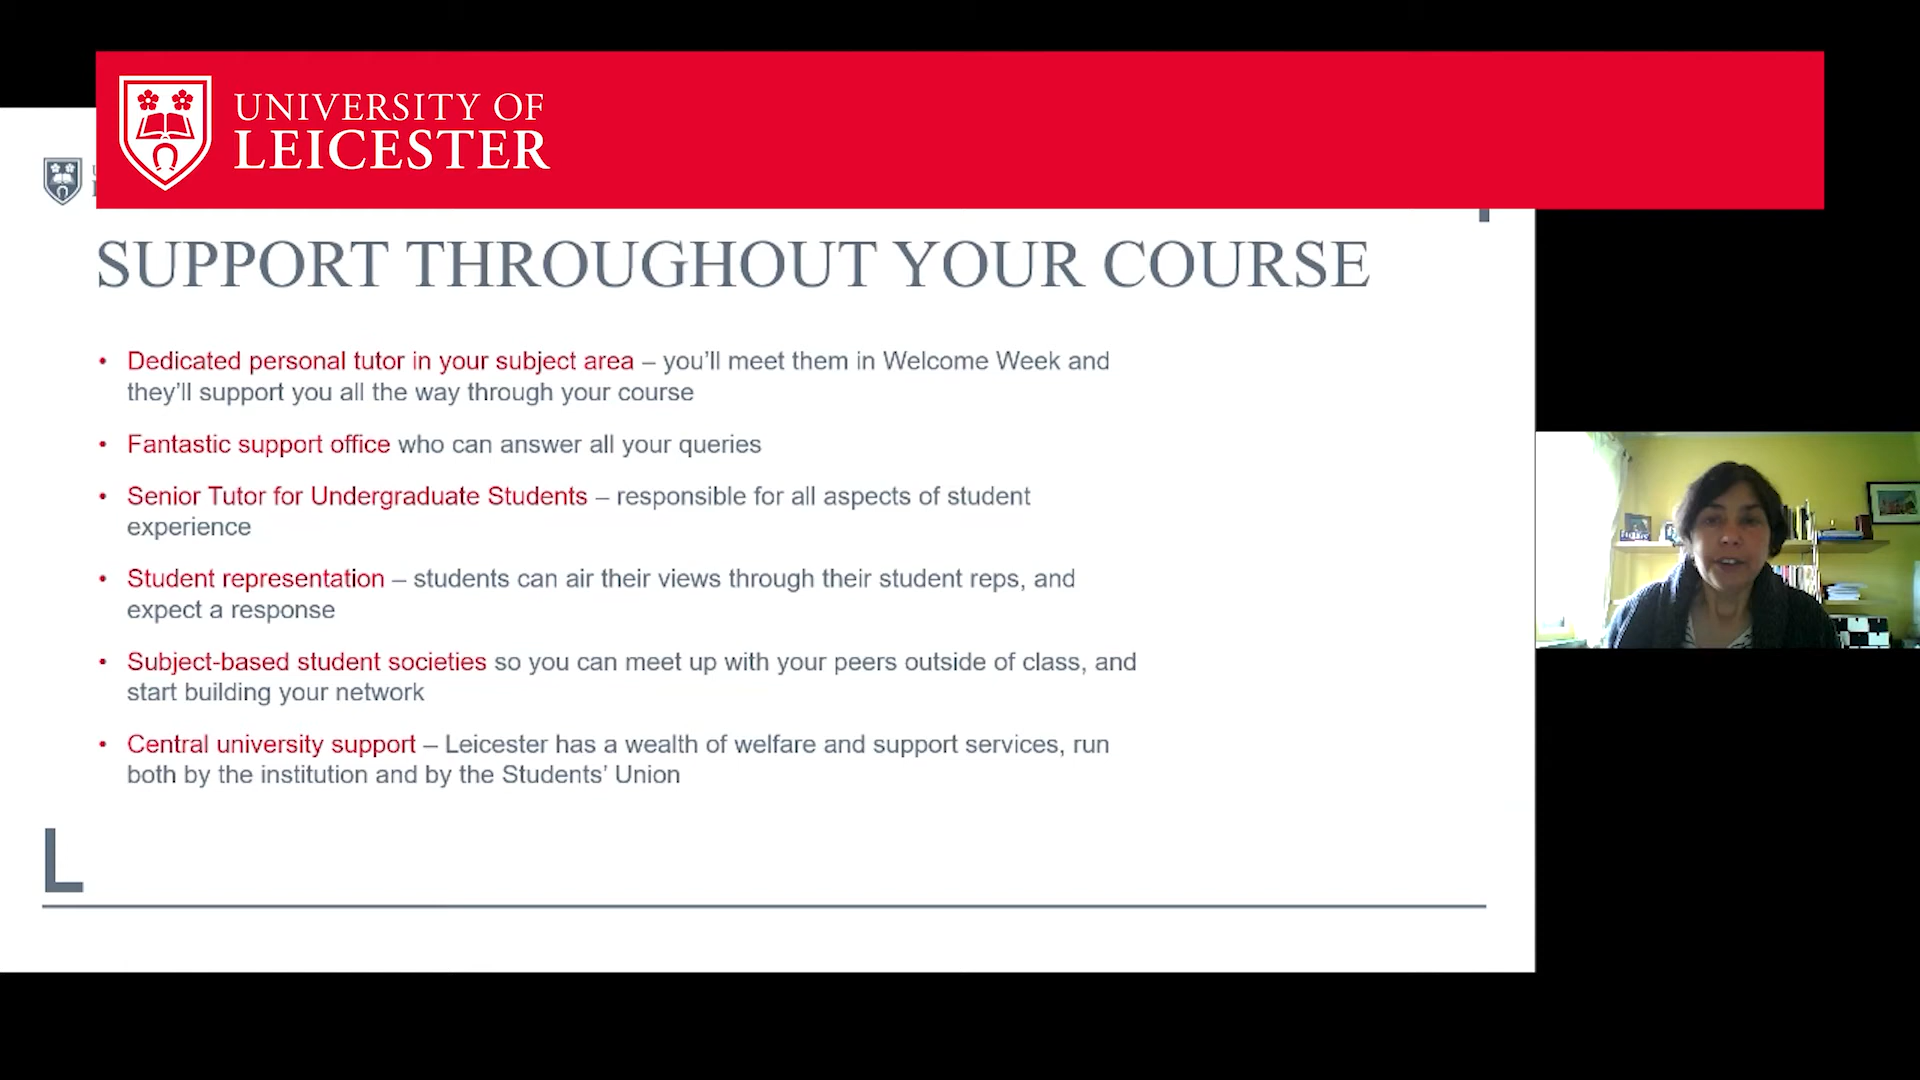 UNIVERSITY OF
LEICESTER
SUPPORT THROUGHOUT YOUR COURSE
• Dedicated personal tutor in your subject area – you’ll meet them in Welcome Week and
they’ll support you all the way through your course
• Fantastic support office who can answer all your queries
• Senior Tutor for Undergraduate Students – responsible for all aspects of student
experience
• Student representation – students can air their views through their student reps, and
expect a response
• Subject-based student societies so you can meet up with your peers outside of class, and
start building your network
• Central university support – Leicester has a wealth of welfare and support services, run
both by the institution and by the Students’ Union
L